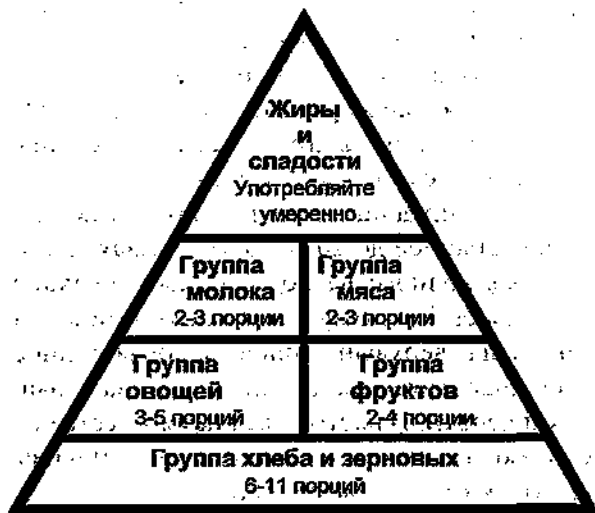 Жиры
и
сладости
Употребляйте
умеренно
Группа
молока
2-3 порции
Группа
мяса
2-3 порции
Группа
овощей
3-5 порций
Группа
фруктов
2-4 порции
Группа хлеба и зерновых
6-11 порций